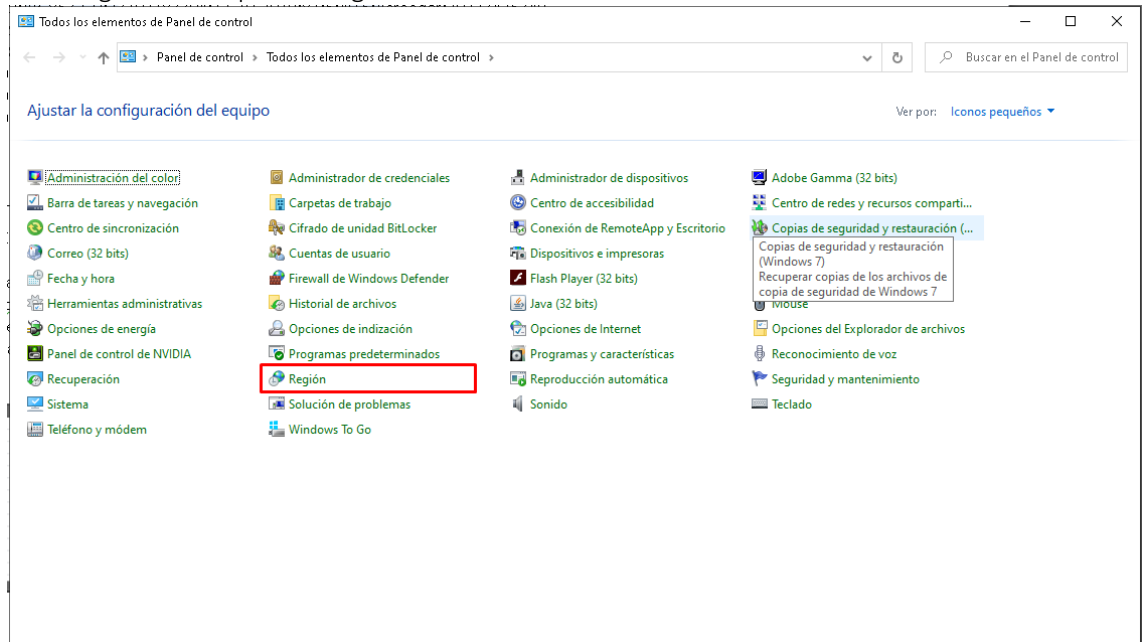 Todos los elementos de Panel de control
Panel de control > Todos los elementos de Panel de control >
Buscar en el Panel de control
Ajustar la configuración del equipo
Ver por: Iconos pequeños
Administración del color
Administrador de credenciales
Administrador de dispositivos
Adobe Gamma (32 bits)
Barra de tareas y navegación
Carpetas de trabajo
Centro de accesibilidad
Centro de redes y recursos comparti...
Centro de sincronización
Cifrado de unidad BitLocker
Conexión de RemoteApp y Escritorio
Copias de seguridad y restauración (...
Correo (32 bits)
Cuentas de usuario
Dispositivos e impresoras
Copias de seguridad y restauración
(Windows 7)
Recuperar copias de los archivos de
copia de seguridad de Windows 7
Fecha y hora
Firewall de Windows Defender
Flash Player (32 bits)
Herramientas administrativas
Historial de archivos
Java (32 bits)
Mouse
Opciones de energía
Opciones de indización
Opciones de Internet
Opciones del Explorador de archivos
Panel de control de NVIDIA
Programas predeterminados
Programas y características
Reconocimiento de voz
Recuperación
Región
Reproducción automática
Seguridad y mantenimiento
Sistema
Solución de problemas
Sonido
Teclado
Teléfono y módem
Windows To Go